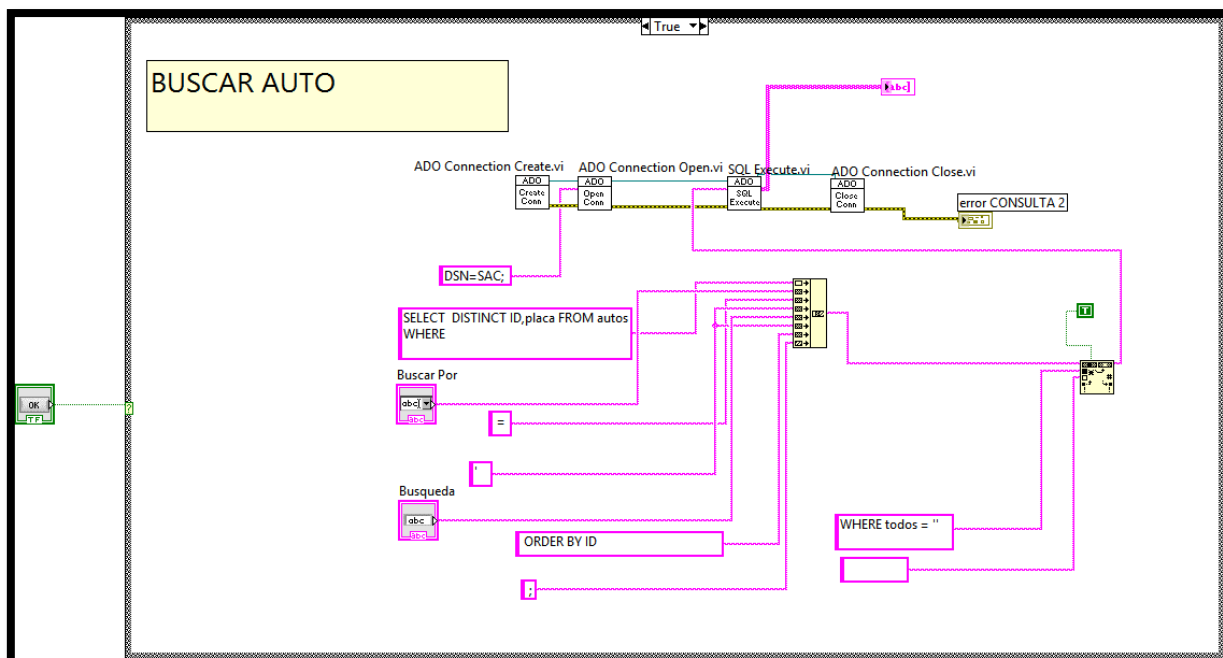 True
BUSCAR AUTO
abc]
ADO Connection Create.vi
ADO Connection Open.vi
SQL Execute.vi
ADO Connection Close.vi
ADO
Create
Conn
ADO
Open
Conn
ADO
SQL
Execute
ADO
Close
Conn
error CONSULTA 2
DSN=SAC;
SELECT  DISTINCT ID,placa FROM autos
WHERE
T
Buscar Por
abc]
abc
OK
TF
?
=
'
Busqueda
abc
abc
ORDER BY ID
WHERE todos = ''
;